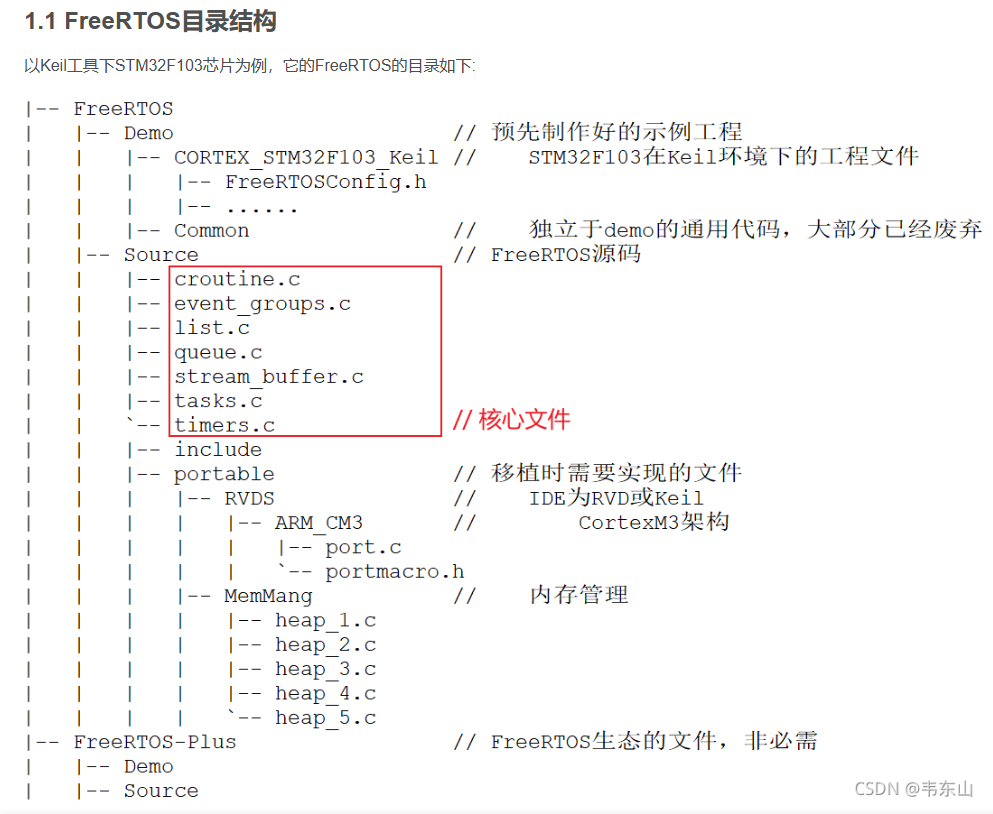 1.1 FreeRTOS目录结构
以Keil工具下STM32F103芯片为例，它的FreeRTOS的目录如下:
|-- FreeRTOS
|   |-- Demo                      // 预先制作好的示例工程
|   |   |-- CORTEX_STM32F103_Keil //    STM32F103在Keil环境下的工程文件
|   |   |   |-- FreeRTOSConfig.h
|   |   |   |-- ......
|   |   |-- Common                //    独立于demo的通用代码，大部分已经废弃
|   |-- Source                    // FreeRTOS源码
|   |   |-- croutine.c
|   |   |-- event_groups.c
|   |   |-- list.c
|   |   |-- queue.c
|   |   |-- stream_buffer.c
|   |   |-- tasks.c
|   |   `-- timers.c              // 核心文件
|   |   |-- include
|   |   |-- portable              // 移植时需要实现的文件
|   |   |   |-- RVDS              //    IDE为RVD或Keil
|   |   |   |   |-- ARM_CM3       //        CortexM3架构
|   |   |   |   |   |-- port.c
|   |   |   |   |   `-- portmacro.h
|   |   |   |-- MemMang           //    内存管理
|   |   |   |   |-- heap_1.c
|   |   |   |   |-- heap_2.c
|   |   |   |   |-- heap_3.c
|   |   |   |   |-- heap_4.c
|   |   |   |   `-- heap_5.c
|-- FreeRTOS-Plus                 // FreeRTOS生态的文件，非必需
|   |-- Demo
|   |-- Source
CSDN @韦东山